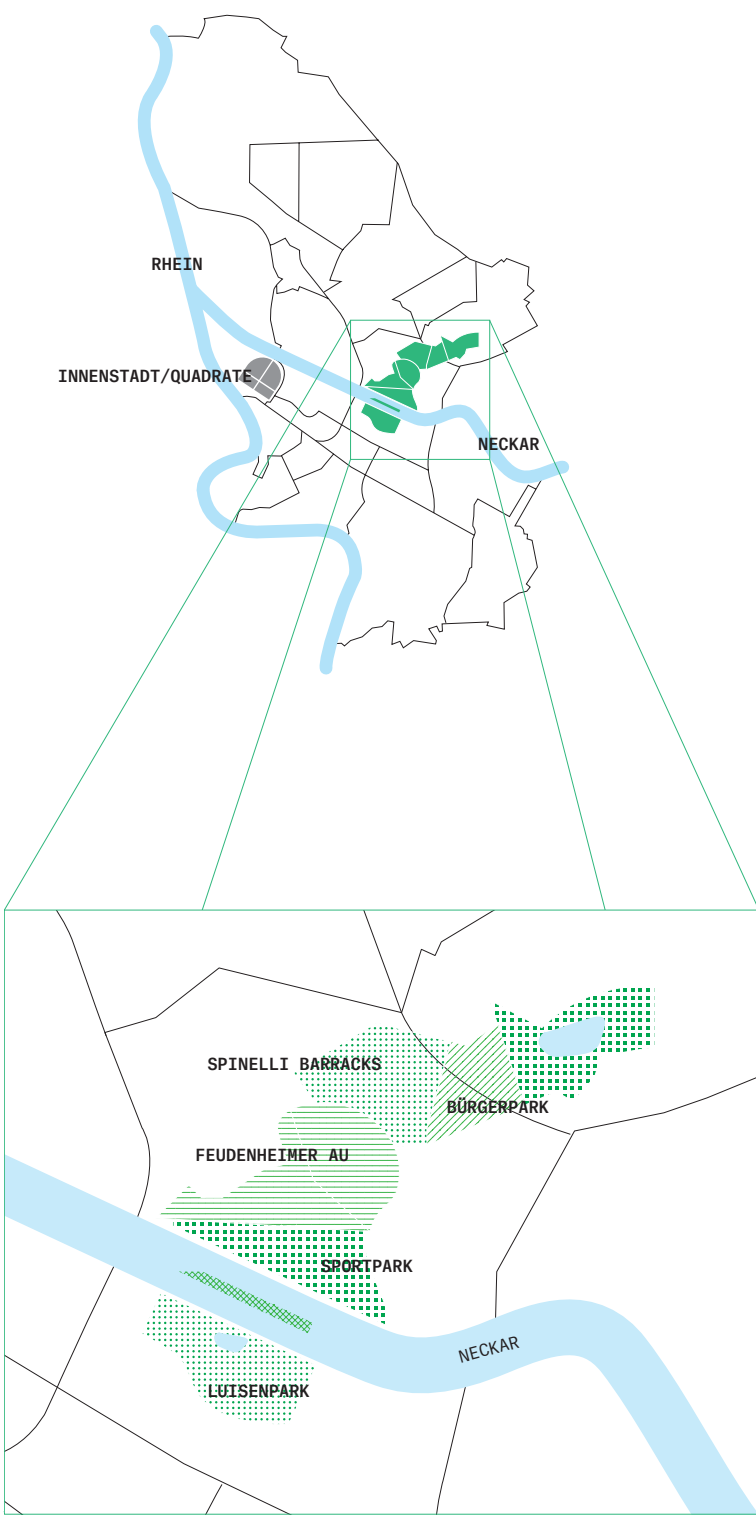 RHEIN
INNENSTADT/QUADRATE
NECKAR
SPINELLI BARRACKS
BÜRGERPARK
FEUDENHEIMER AU
SPORTPARK
NECKAR
LUISENPARK